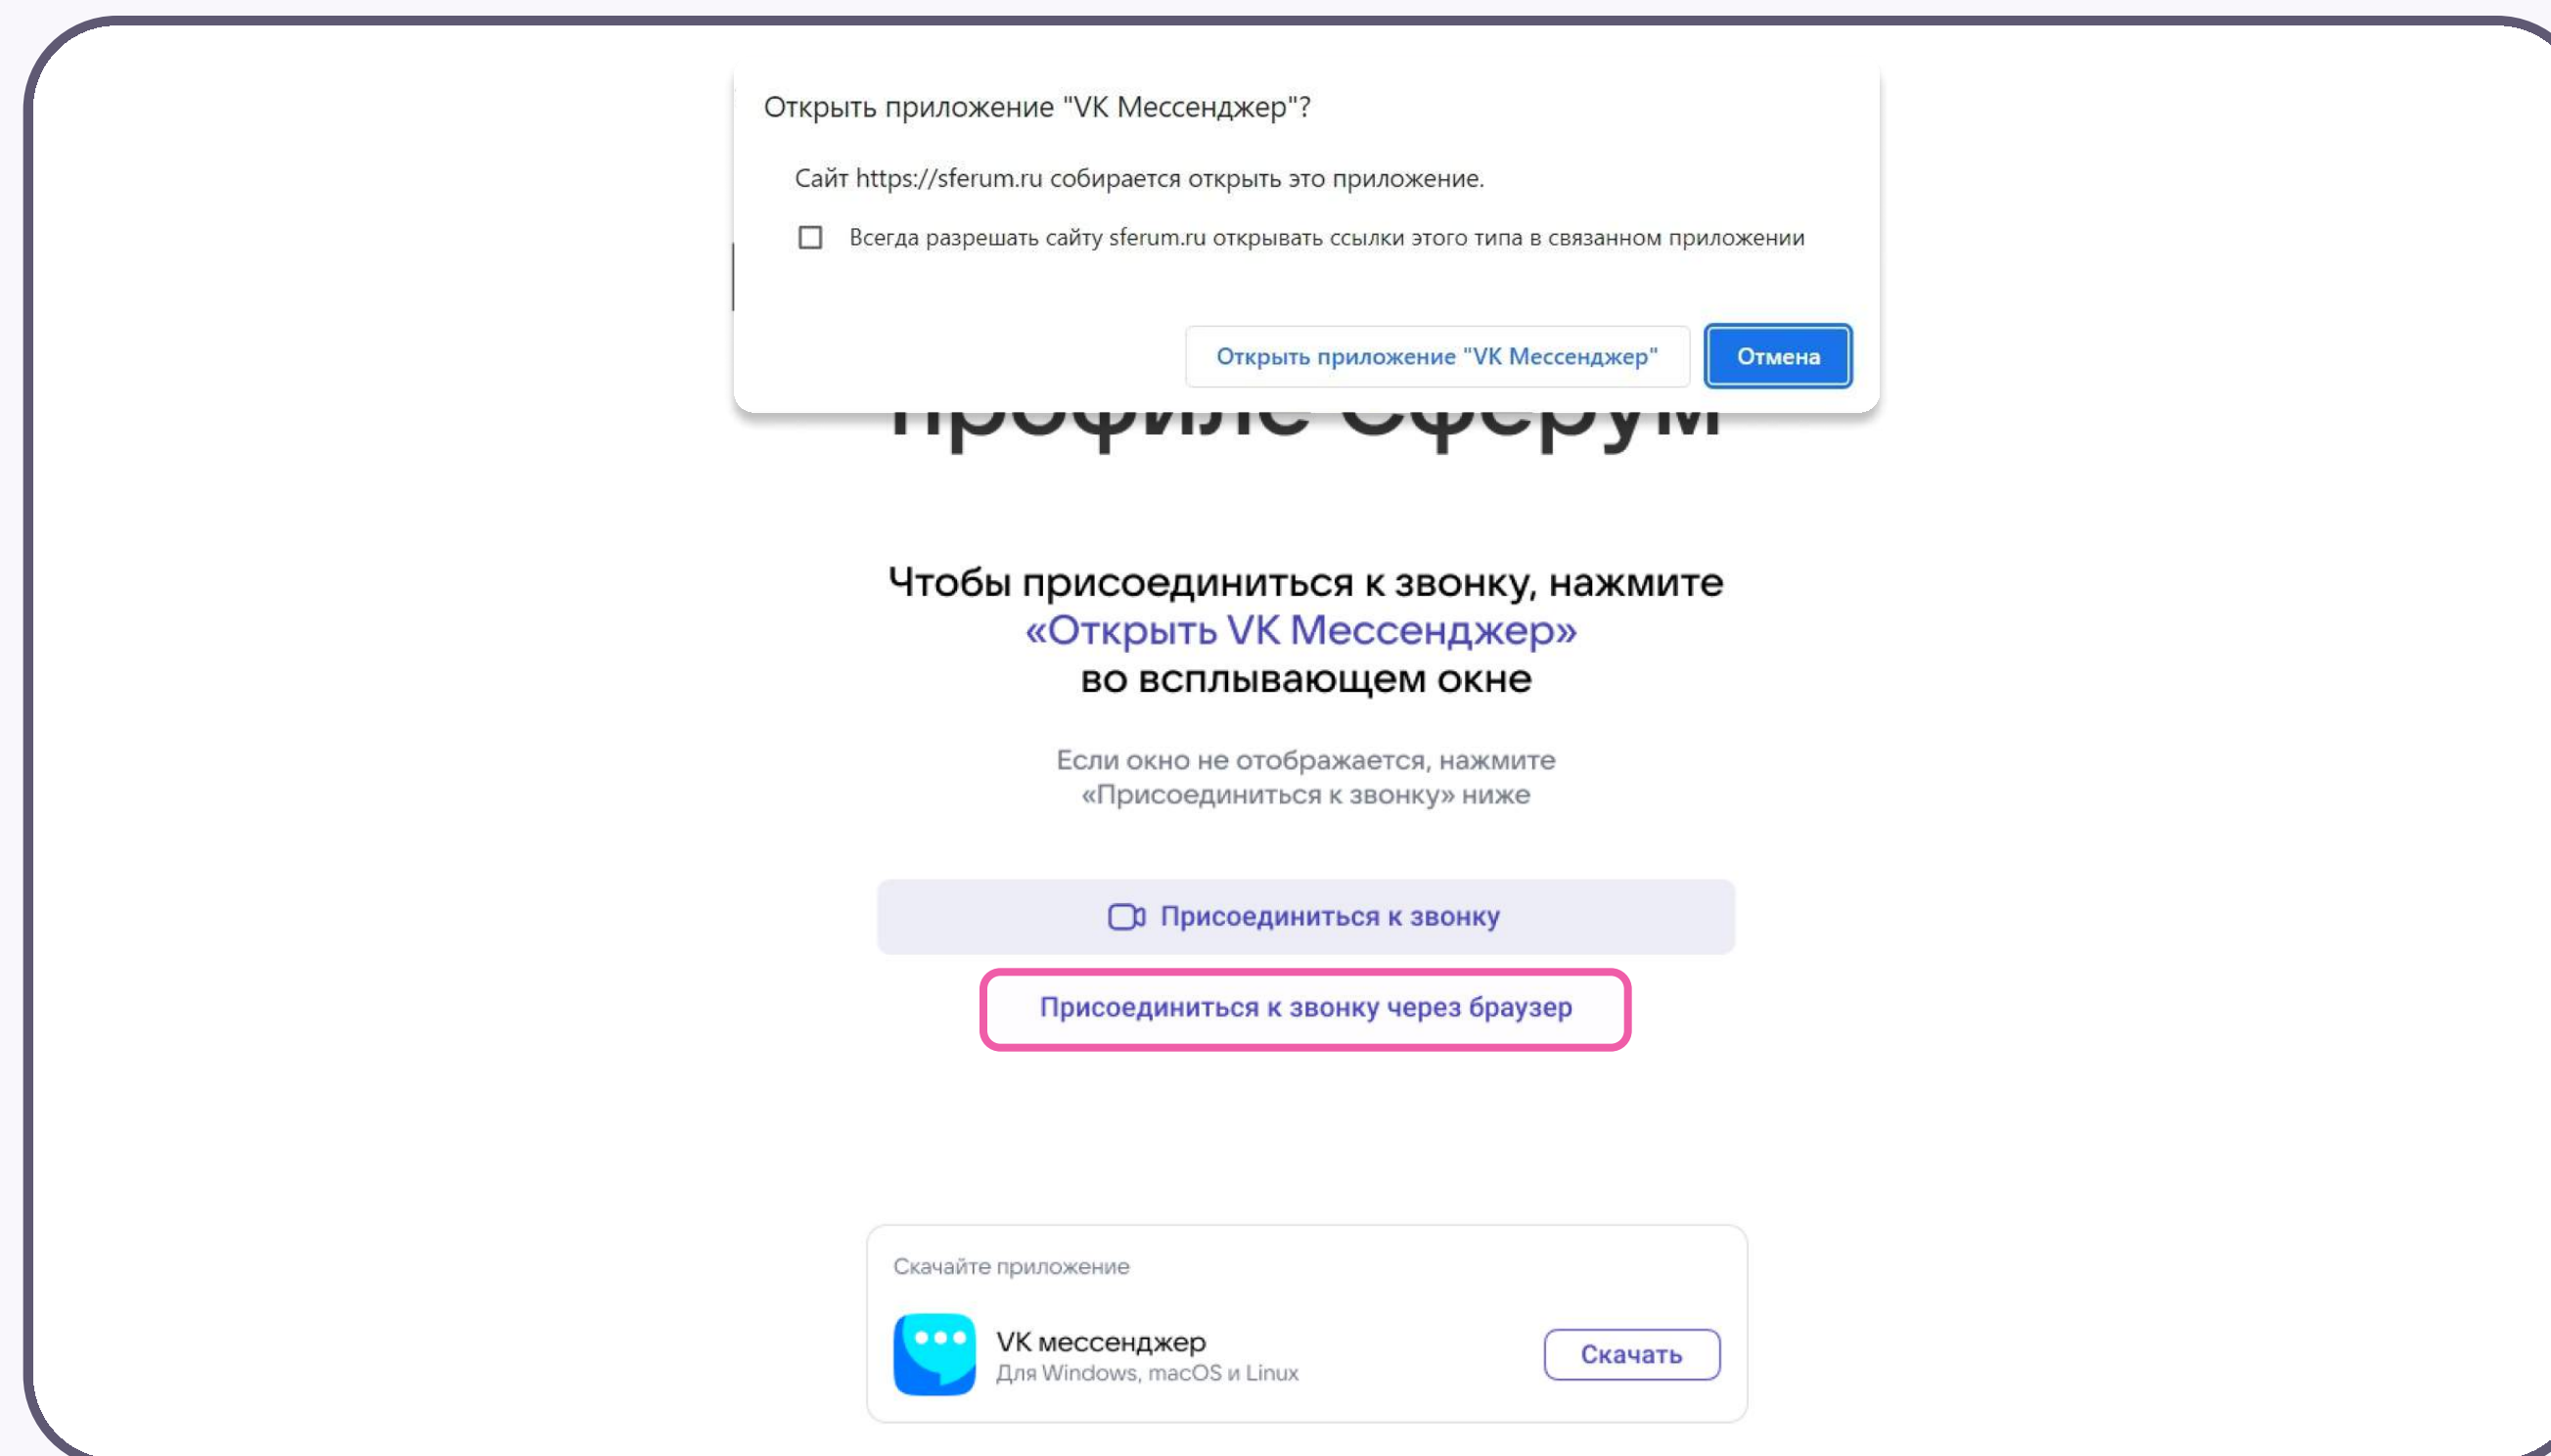 Открыть приложение "VK Мессенджер"?
Сайт https://sferum.ru собирается открыть это приложение.
Всегда разрешать сайту sferum.ru открывать ссылки этого типа в связанном приложении
Открыть приложение "VK Мессенджер"
Отмена
профиле Сферум
Чтобы присоединиться к звонку, нажмите
«Открыть VK Мессенджер»
во всплывающем окне
Если окно не отображается, нажмите
«Присоединиться к звонку» ниже
Присоединиться к звонку
Присоединиться к звонку через браузер
Скачайте приложение
VK мессенджер
Для Windows, macOS и Linux
Скачать